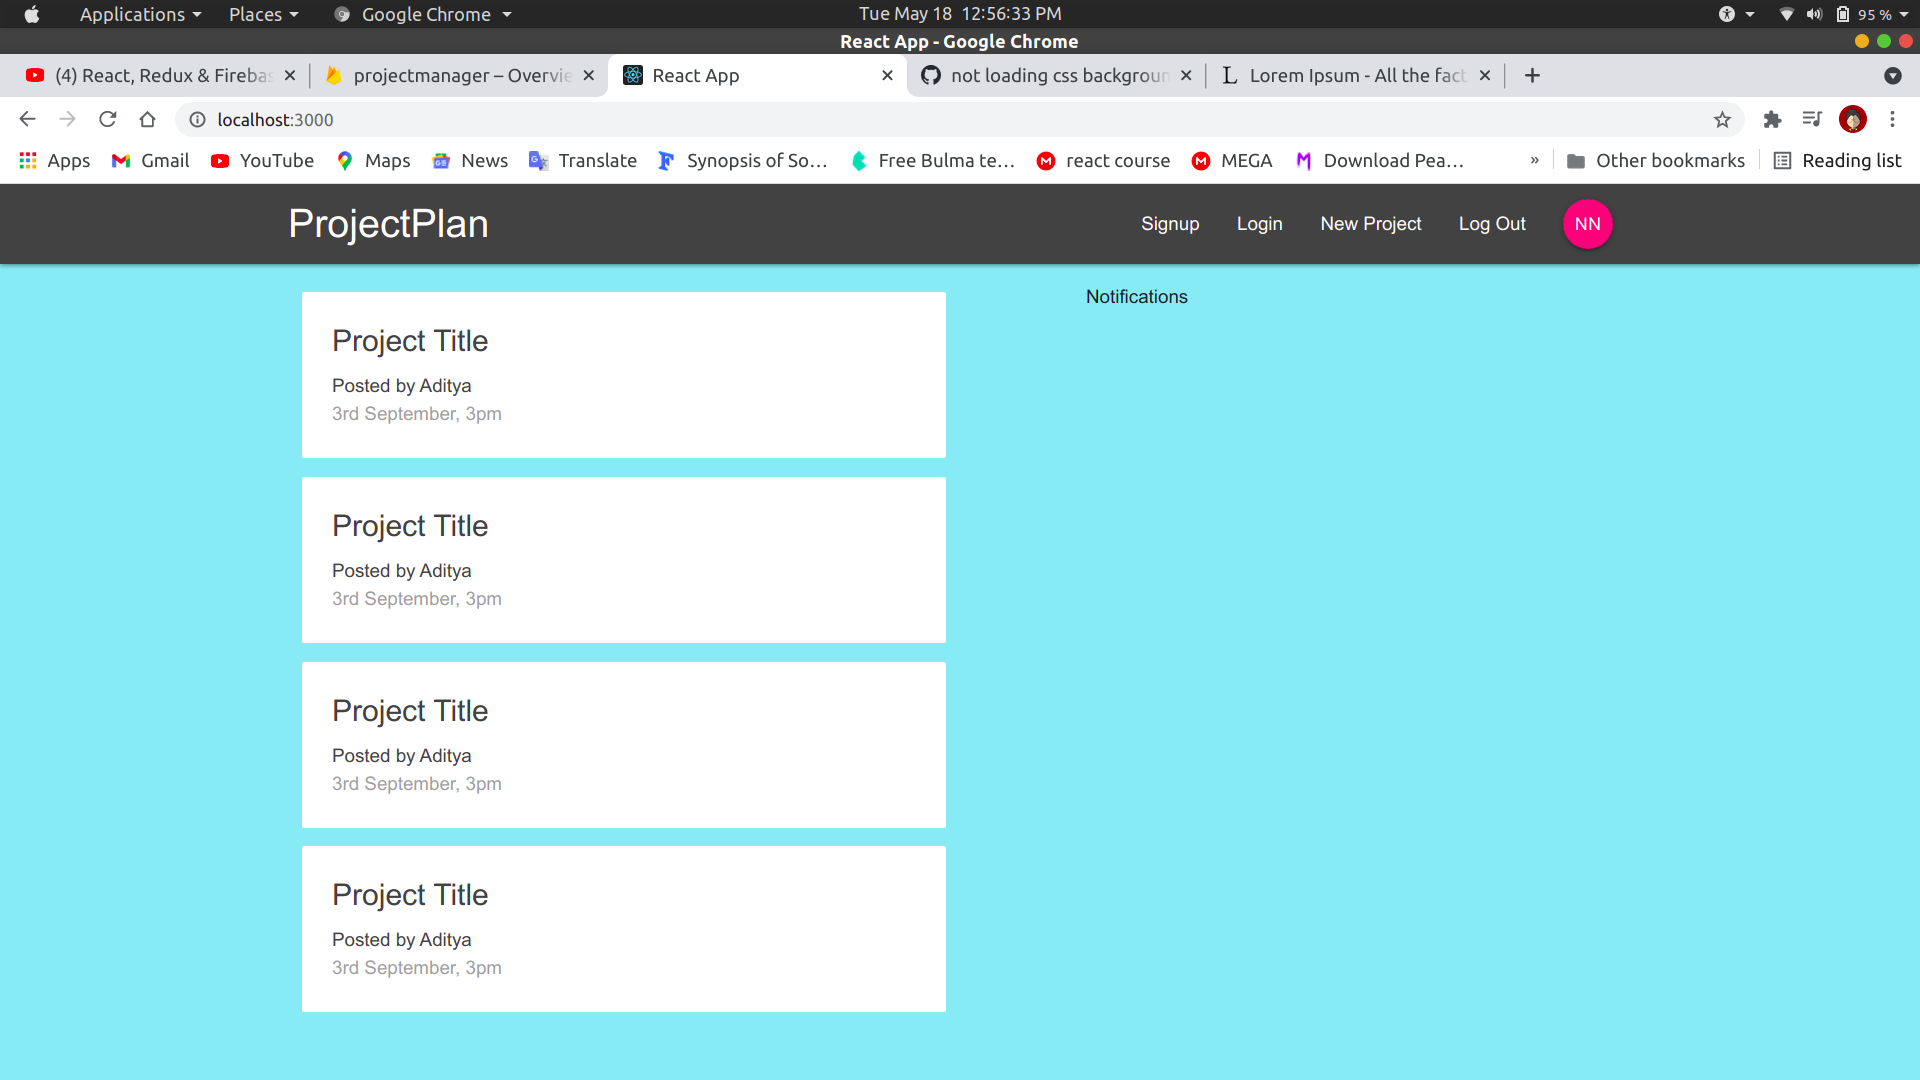 Applications Places Google Chrome Tue May 18 12:56:33 PM 95 %
React App - Google Chrome
(4) React, Redux & Firebas projectmanager – Overvie React App not loading css backgroun Lorem Ipsum - All the fact
localhost:3000
Apps Gmail YouTube Maps News Translate Synopsis of So... Free Bulma te... react course MEGA Download Pea... » Other bookmarks Reading list
ProjectPlan Signup Login New Project Log Out NN
Notifications
Project Title
Posted by Aditya
3rd September, 3pm
Project Title
Posted by Aditya
3rd September, 3pm
Project Title
Posted by Aditya
3rd September, 3pm
Project Title
Posted by Aditya
3rd September, 3pm